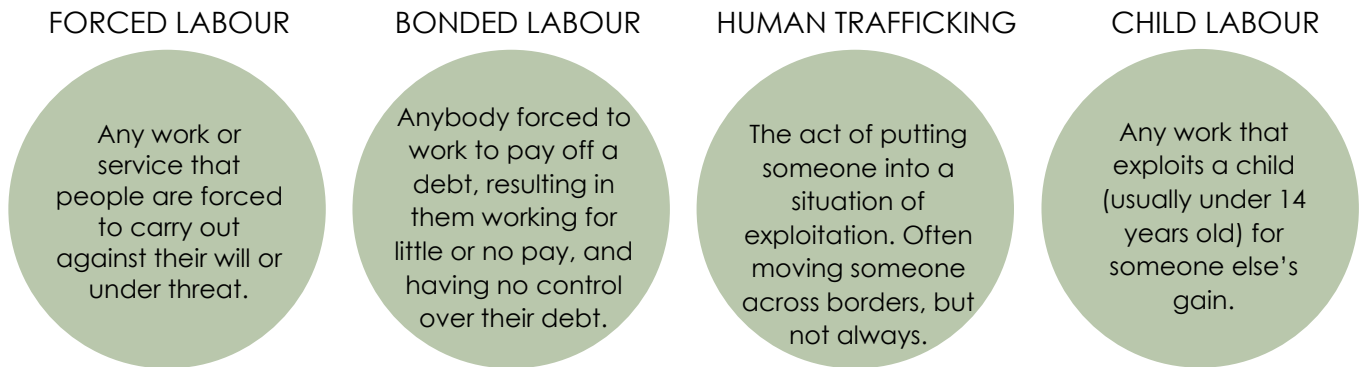 FORCED LABOUR
Any work or
service that
people are forced
to carry out
against their will or
under threat.
BONDED LABOUR
Anybody forced to
work to pay off a
debt, resulting in
them working for
little or no pay, and
having no control
over their debt.
HUMAN TRAFFICKING
The act of putting
someone into a
situation of
exploitation. Often
moving someone
across borders, but
not always.
CHILD LABOUR
Any work that
exploits a child
(usually under 14
years old) for
someone else’s
gain.